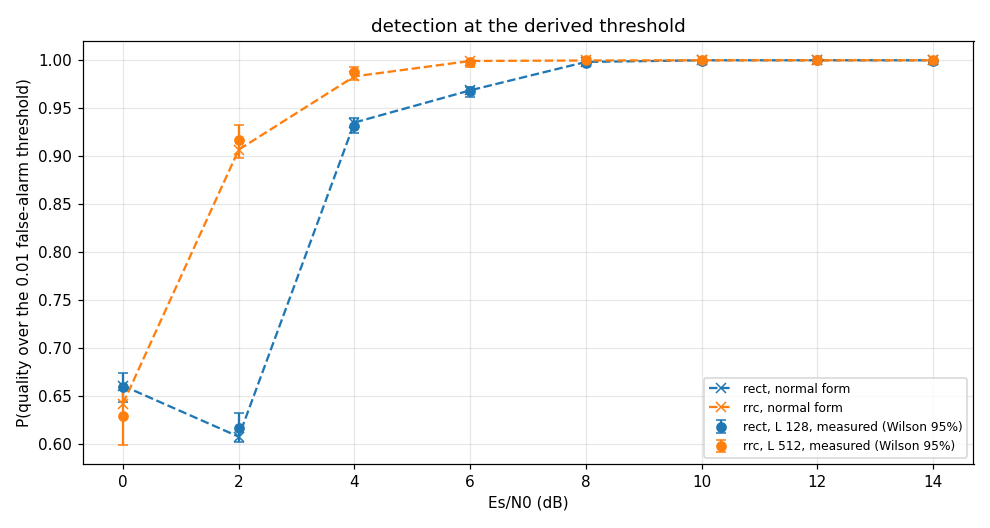 detection at the derived threshold
P(quality over the 0.01 false-alarm threshold)
1.00
0.95
0.90
0.85
0.80
0.75
0.70
0.65
0.60
0 2 4 6 8 10 12 14
Es/N0 (dB)
rect, normal form
rrc, normal form
rect, L 128, measured (Wilson 95%)
rrc, L 512, measured (Wilson 95%)